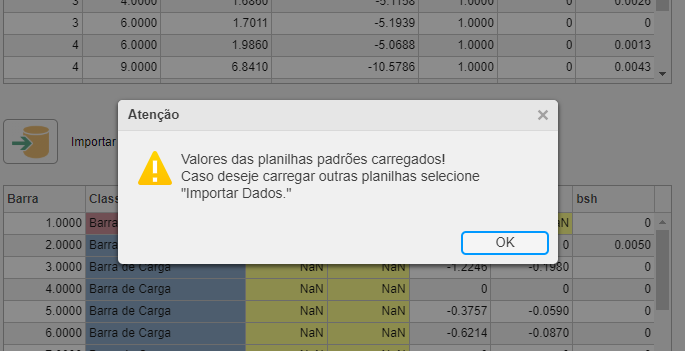 3 4.0000 1.6860 -5.1158 1.0000 0 0.0026
3 6.0000 1.7011 -5.1939 1.0000 0 0
4 6.0000 1.9860 -5.0688 1.0000 0 0.0013
4 9.0000 6.8410 -10.5786 1.0000 0 0.0043
Atenção
Importar
Valores das planilhas padrões carregados!
Caso deseje carregar outras planilhas selecione
"Importar Dados."
OK
Barra Class bsh
1.0000 Barra NaN 0
2.0000 Barra 0 0.0050
3.0000 Barra de Carga NaN NaN -1.2246 -0.1980 0
4.0000 Barra de Carga NaN NaN 0 0 0
5.0000 Barra de Carga NaN NaN -0.3757 -0.0590 0
6.0000 Barra de Carga NaN NaN -0.6214 -0.0870 0